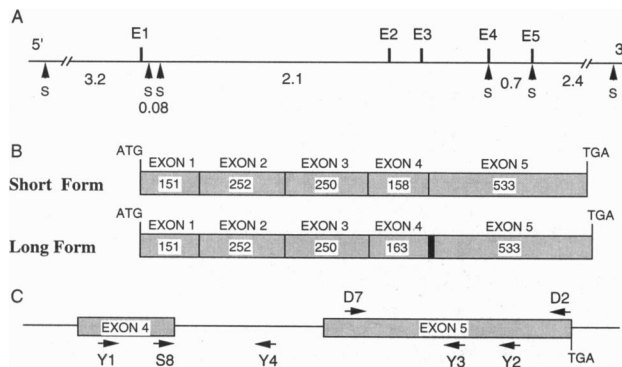 A
5' E1 E2 E3 E4 E5 3
3.2 2.1 0.7 2.4
S S S S S S
0.08
B
ATG EXON 1 EXON 2 EXON 3 EXON 4 EXON 5 TGA
Short Form 151 252 250 158 533
ATG EXON 1 EXON 2 EXON 3 EXON 4 EXON 5 TGA
Long Form 151 252 250 163 533
C
D7 D2
EXON 4 EXON 5
Y1 S8 Y4 Y3 Y2 TGA